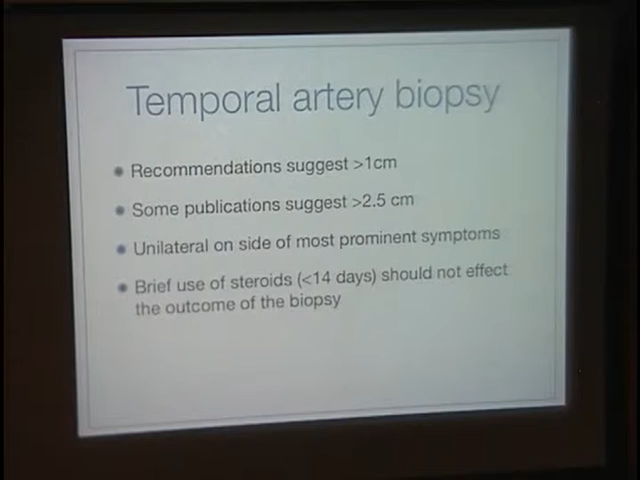 Temporal artery biopsy
Recommendations suggest >1cm
Some publications suggest >2.5 cm
Unilateral on side of most prominent symptoms
Brief use of steroids (<14 days) should not effect
the outcome of the biopsy